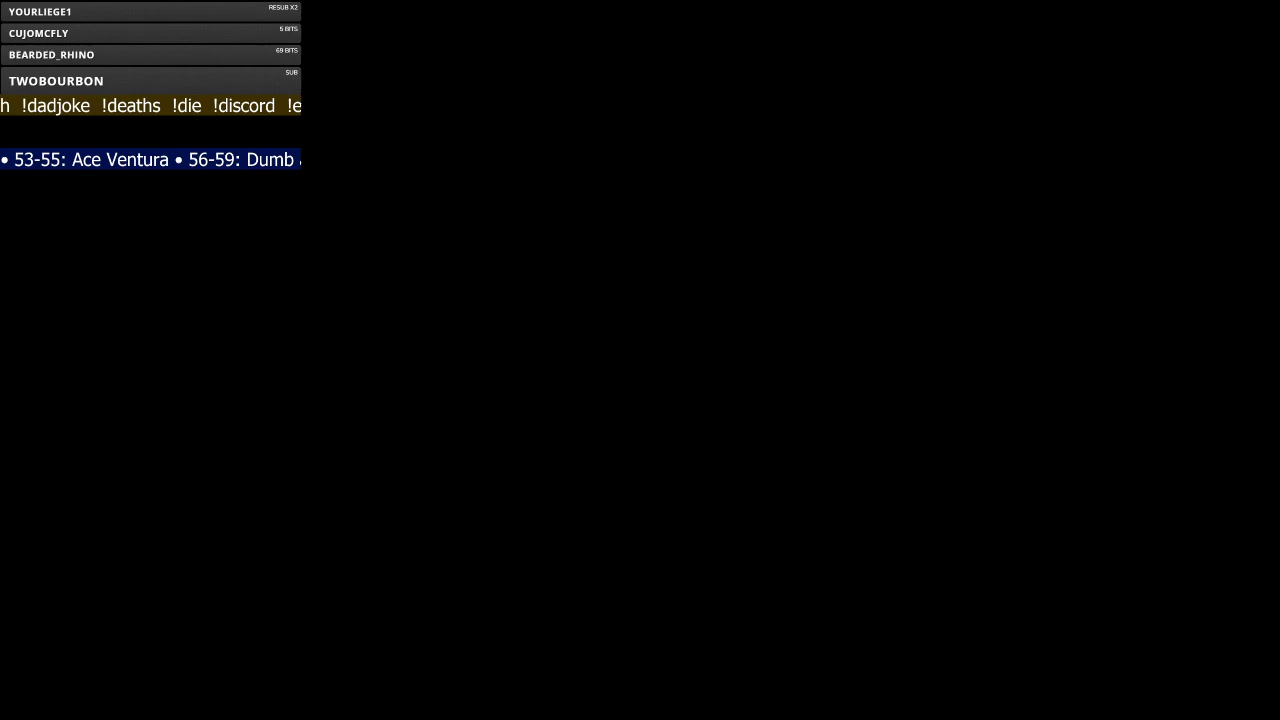 YOURLIEGE1 RESUB X2
CUJOMCFLY 5 BITS
BEARDED_RHINO 69 BITS
TWOBOURBON SUB
h !dadjoke !deaths !die !discord !e
• 53-55: Ace Ventura • 56-59: Dumb